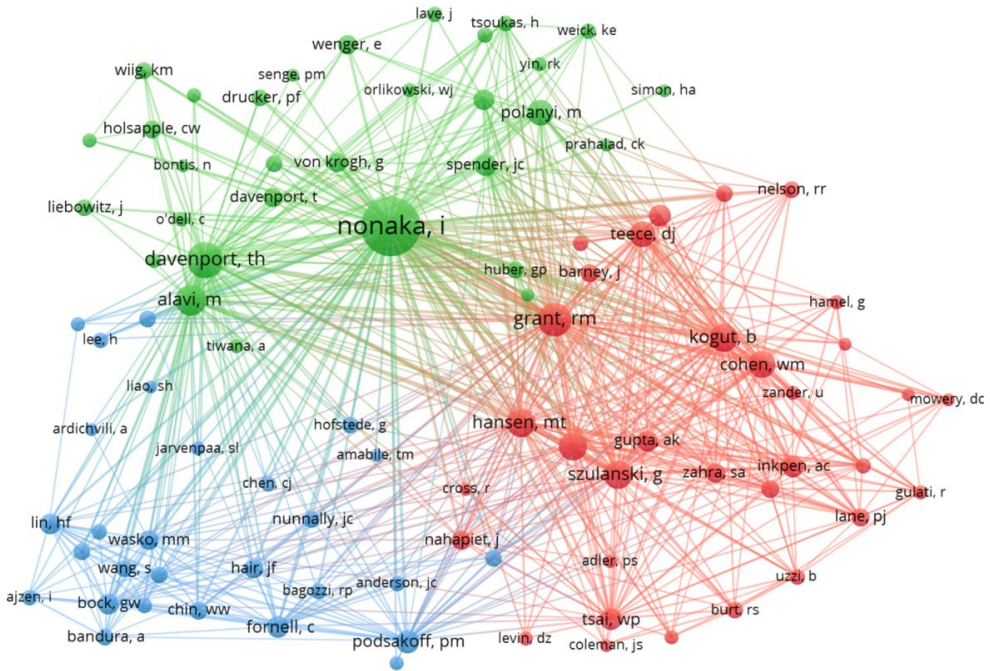 lave, j
tsoukas, h
weick, ke
wenger, e
wiig, km
senge, pm
yin, rk
orlikowski, wj
simon, ha
drucker, pf
polanyi, m
holsapple, cw
prahalad, ck
bontis, n
von krogh, g
spender, jc
nelson, rr
davenport, t
liebowitz, j
o'dell, c
nonaka, i
teece, dj
davenport, th
huber, gp
barney, j
alavi, m
hamel, g
grant, rm
lee, h
kogut, b
tiwana, a
cohen, wm
liao, sh
zander, u
mowery, dc
hansen, mt
hofstede, g
ardichvili, a
jarvenpaa, sl
gupta, ak
amabile, tm
inkpen, ac
szulanski, g
zahra, sa
chen, cj
cross, r
gulati, r
lin, hf
nunnally, jc
lane, pj
wasko, mm
nahapiet, j
adler, ps
wang, s
hair, jf
uzzi, b
anderson, jc
bagozzi, rp
ajzen, i
bock, gw
chin, ww
burt, rs
tsai, wp
fornell, c
bandura, a
podsakoff, pm
levin, dz
coleman, js